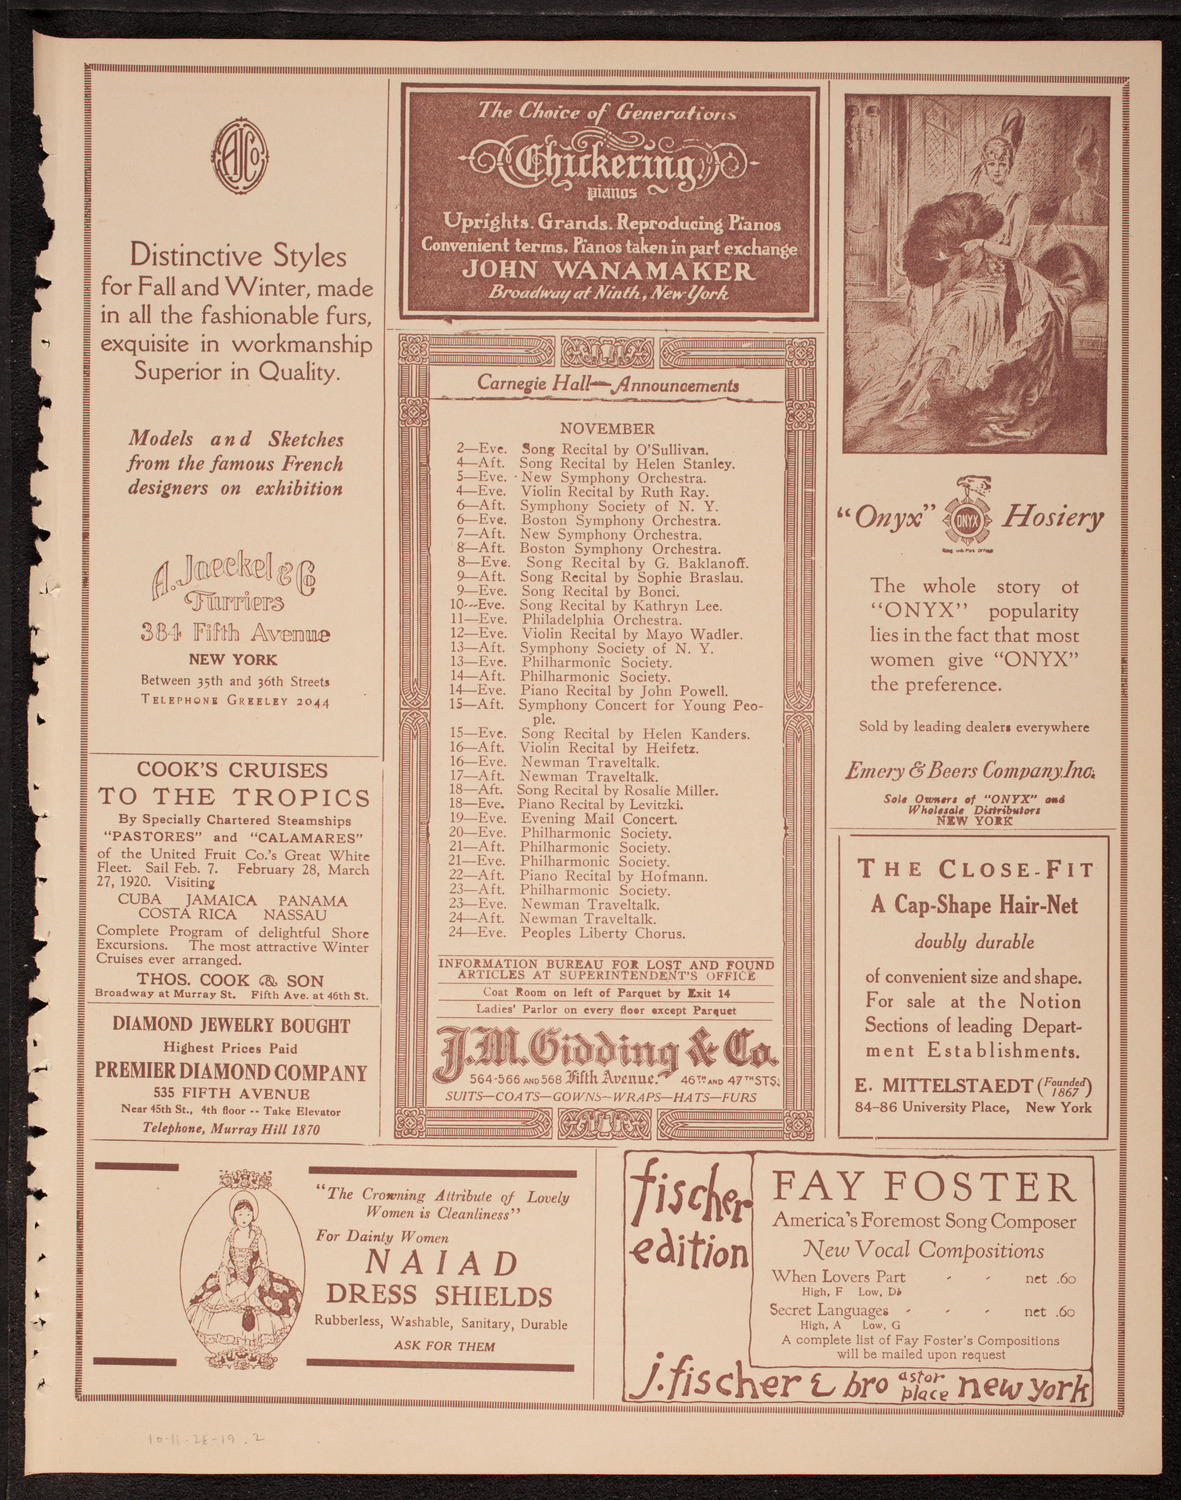 AJCo.
Distinctive Styles
for Fall and Winter, made
in all the fashionable furs,
exquisite in workmanship
Superior in Quality.
Models and Sketches
from the famous French
designers on exhibition
A. Jaeckel & Co
Furriers
384 Fifth Avenue
NEW YORK
Between 35th and 36th Streets
TELEPHONE GREELEY 2044
COOK'S CRUISES
TO THE TROPICS
By Specially Chartered Steamships
"PASTORES" and "CALAMARES"
of the United Fruit Co.'s Great White
Fleet. Sail Feb. 7. February 28, March
27, 1920. Visiting
CUBA JAMAICA PANAMA
COSTA RICA NASSAU
Complete Program of delightful Shore
Excursions. The most attractive Winter
Cruises ever arranged.
THOS. COOK & SON
Broadway at Murray St. Fifth Ave. at 46th St.
DIAMOND JEWELRY BOUGHT
Highest Prices Paid
PREMIER DIAMOND COMPANY
535 FIFTH AVENUE
Near 45th St., 4th floor -- Take Elevator
Telephone, Murray Hill 1870
The Choice of Generations
Chickering
pianos
Uprights. Grands. Reproducing Pianos
Convenient terms. Pianos taken in part exchange
JOHN WANAMAKER
Broadway at Ninth, New York
Carnegie Hall—Announcements
NOVEMBER
2—Eve. Song Recital by O'Sullivan.
4—Aft. Song Recital by Helen Stanley.
5—Eve. New Symphony Orchestra.
4—Eve. Violin Recital by Ruth Ray.
6—Aft. Symphony Society of N. Y.
6—Eve. Boston Symphony Orchestra.
7—Aft. New Symphony Orchestra.
8—Aft. Boston Symphony Orchestra.
8—Eve. Song Recital by G. Baklanoff.
9—Aft. Song Recital by Sophie Braslau.
9—Eve. Song Recital by Bonci.
10--Eve. Song Recital by Kathryn Lee.
11—Eve. Philadelphia Orchestra.
12—Eve. Violin Recital by Mayo Wadler.
13—Aft. Symphony Society of N. Y.
13—Eve. Philharmonic Society.
14—Aft. Philharmonic Society.
14—Eve. Piano Recital by John Powell.
15—Aft. Symphony Concert for Young Peo-
ple.
15—Eve. Song Recital by Helen Kanders.
16—Aft. Violin Recital by Heifetz.
16—Eve. Newman Traveltalk.
17—Aft. Newman Traveltalk.
18—Aft. Song Recital by Rosalie Miller.
18—Eve. Piano Recital by Levitzki.
19—Eve. Evening Mail Concert.
20—Eve. Philharmonic Society.
21—Aft. Philharmonic Society.
21—Eve. Philharmonic Society.
22—Aft. Piano Recital by Hofmann.
23—Aft. Philharmonic Society.
23—Eve. Newman Traveltalk.
24—Aft. Newman Traveltalk.
24—Eve. Peoples Liberty Chorus.
INFORMATION BUREAU FOR LOST AND FOUND
ARTICLES AT SUPERINTENDENT'S OFFICE
Coat Room on left of Parquet by Exit 14
Ladies' Parlor on every floor except Parquet
J.M. Gidding & Co.
564-566 AND 568 Fifth Avenue. 46TH AND 47TH STS.
SUITS—COATS—GOWNS—WRAPS—HATS—FURS
"Onyx" ONYX Hosiery
The whole story of
"ONYX" popularity
lies in the fact that most
women give "ONYX"
the preference.
Sold by leading dealers everywhere
Emery & Beers Company.Inc.
Sole Owners of "ONYX" and
Wholesale Distributors
NEW YORK
THE CLOSE-FIT
A Cap-Shape Hair-Net
doubly durable
of convenient size and shape.
For sale at the Notion
Sections of leading Depart-
ment Establishments.
E. MITTELSTAEDT (Founded 1867)
84-86 University Place, New York
"The Crowning Attribute of Lovely
Women is Cleanliness"
For Dainty Women
NAIAD
DRESS SHIELDS
Rubberless, Washable, Sanitary, Durable
ASK FOR THEM
fischer
edition
FAY FOSTER
America's Foremost Song Composer
New Vocal Compositions
When Lovers Part - - net .60
High, F Low, Db
Secret Languages - - - net .60
High, A Low, G
A complete list of Fay Foster's Compositions
will be mailed upon request
j. fischer & bro astor place new york
10-11-2E-19.2